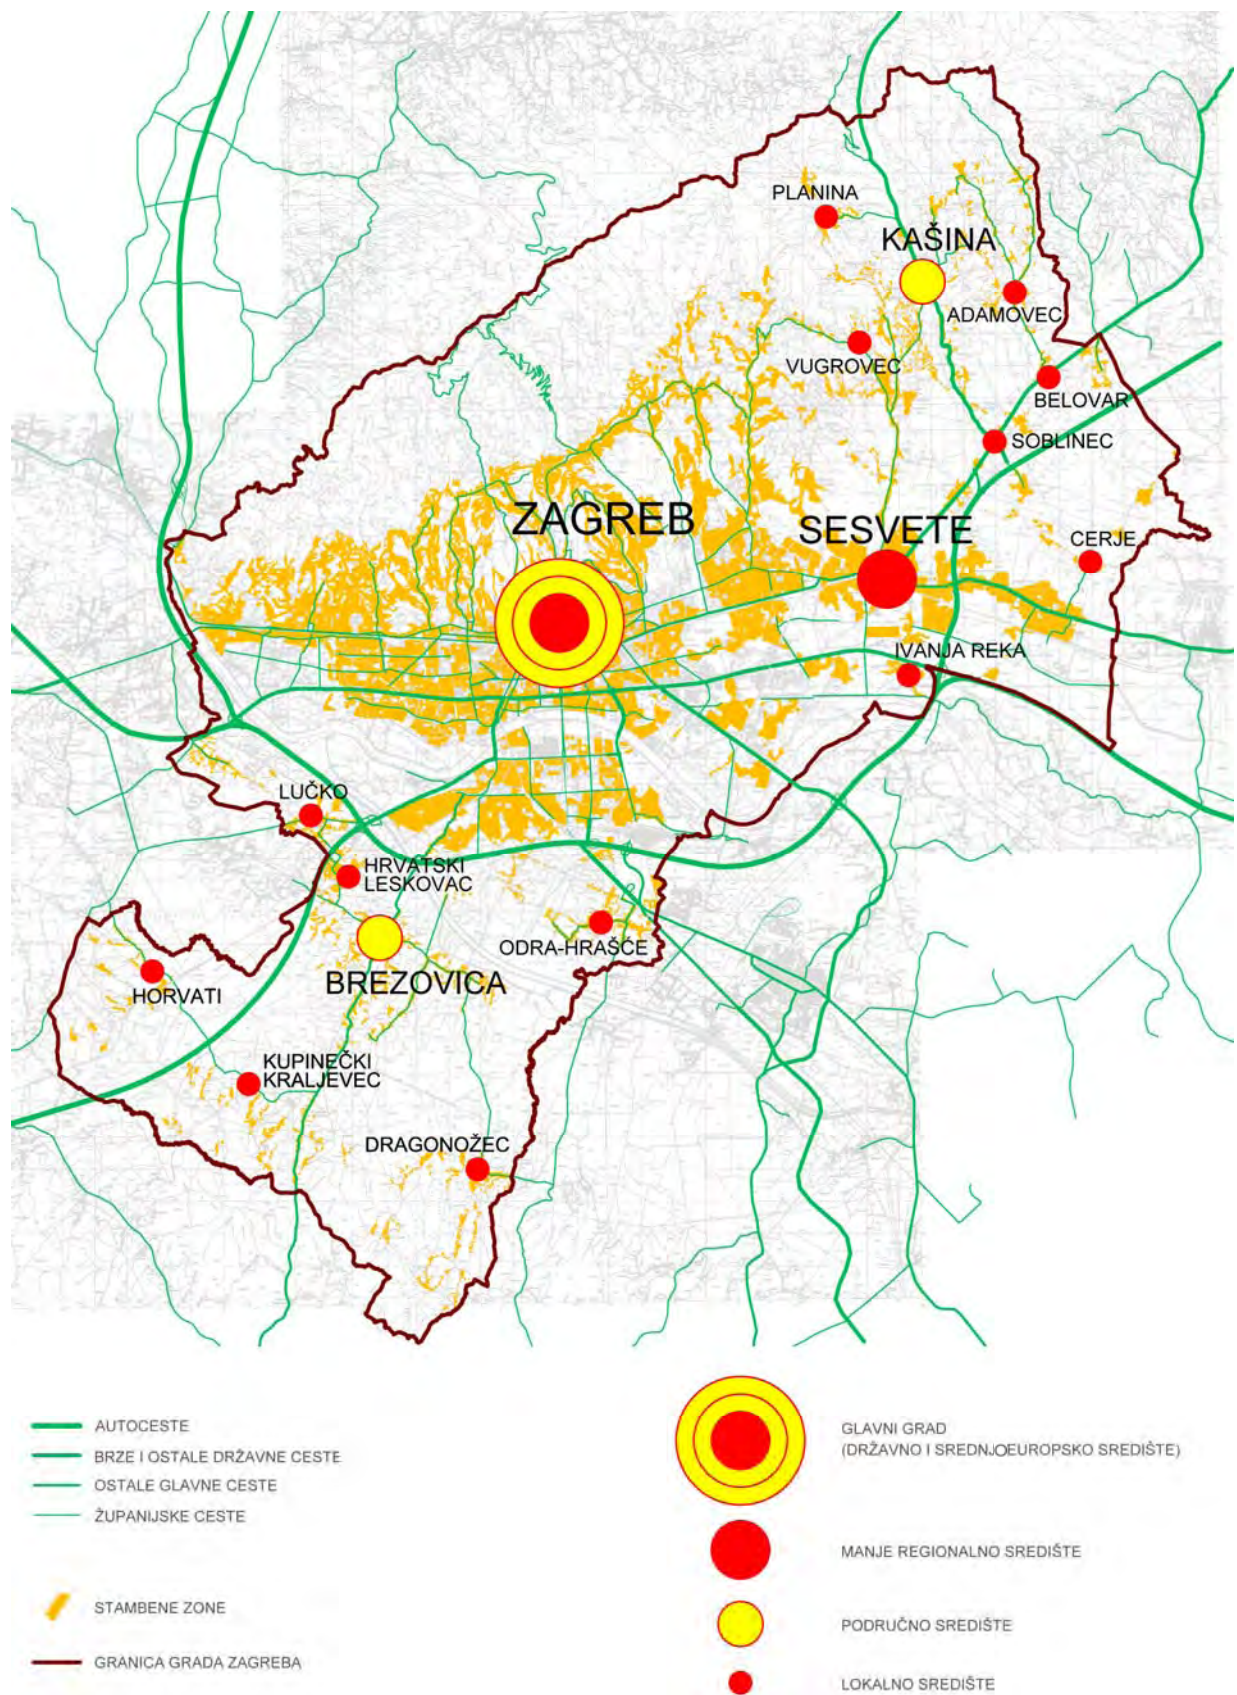 PLANINA
KAŠINA
ADAMOVEC
VUGROVEC
BELOVAR
SOBLINEC
ZAGREB
SESVETE
CERJE
IVANJA REKA
LUČKO
HRVATSKI
LESKOVAC
ODRA-HRAŠĆE
BREZOVICA
HORVATI
KUPINEČKI
KRALJEVEC
DRAGONOŽEC
AUTOCESTE
BRZE I OSTALE DRŽAVNE CESTE
OSTALE GLAVNE CESTE
ŽUPANIJSKE CESTE
STAMBENE ZONE
GRANICA GRADA ZAGREBA
GLAVNI GRAD
(DRŽAVNO I SREDNJOEUROPSKO SREDIŠTE)
MANJE REGIONALNO SREDIŠTE
PODRUČNO SREDIŠTE
LOKALNO SREDIŠTE